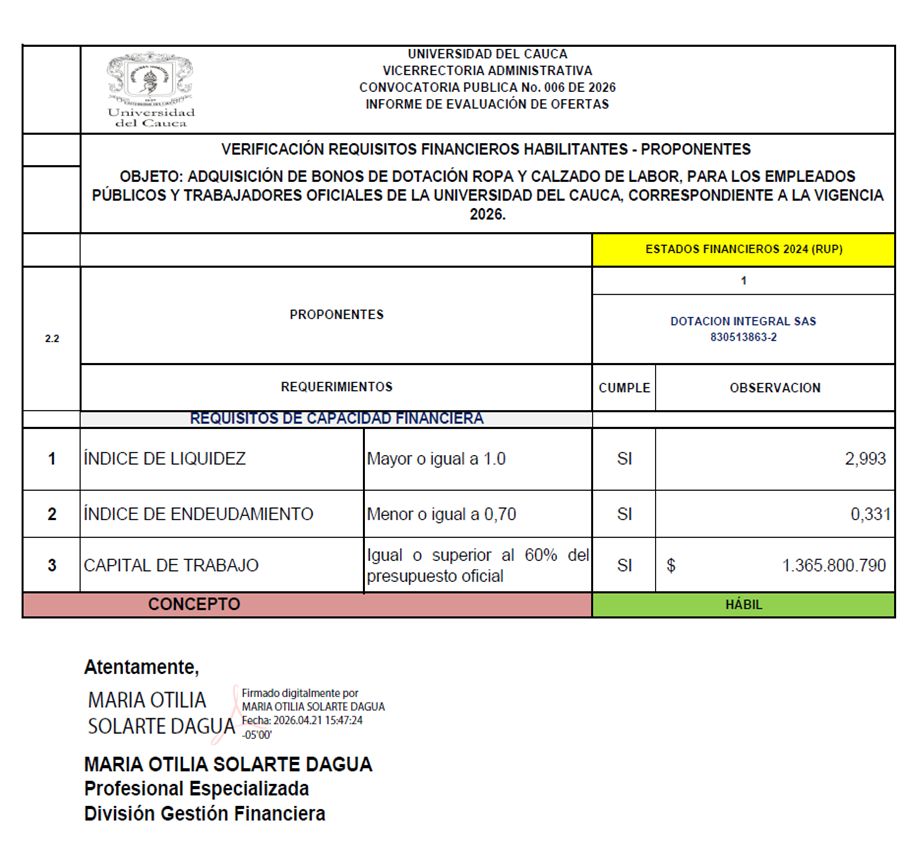 UNIVERSIDAD DEL CAUCA
VICERRECTORIA ADMINISTRATIVA
CONVOCATORIA PUBLICA No. 006 DE 2026
INFORME DE EVALUACIÓN DE OFERTAS
Universidad
del Cauca
VERIFICACIÓN REQUISITOS FINANCIEROS HABILITANTES - PROPONENTES
OBJETO: ADQUISICIÓN DE BONOS DE DOTACIÓN ROPA Y CALZADO DE LABOR, PARA LOS EMPLEADOS
PÚBLICOS Y TRABAJADORES OFICIALES DE LA UNIVERSIDAD DEL CAUCA, CORRESPONDIENTE A LA VIGENCIA
2026.
ESTADOS FINANCIEROS 2024 (RUP)
2.2
PROPONENTES
1
DOTACION INTEGRAL SAS
830513863-2
REQUERIMIENTOS
CUMPLE
OBSERVACION
REQUISITOS DE CAPACIDAD FINANCIERA
1 ÍNDICE DE LIQUIDEZ Mayor o igual a 1.0 SI 2,993
2 ÍNDICE DE ENDEUDAMIENTO Menor o igual a 0,70 SI 0,331
3 CAPITAL DE TRABAJO Igual o superior al 60% del
presupuesto oficial SI $ 1.365.800.790
CONCEPTO HÁBIL
Atentamente,
MARIA OTILIA
SOLARTE DAGUA
Firmado digitalmente por
MARIA OTILIA SOLARTE DAGUA
Fecha: 2026.04.21 15:47:24
-05'00'
MARIA OTILIA SOLARTE DAGUA
Profesional Especializada
División Gestión Financiera